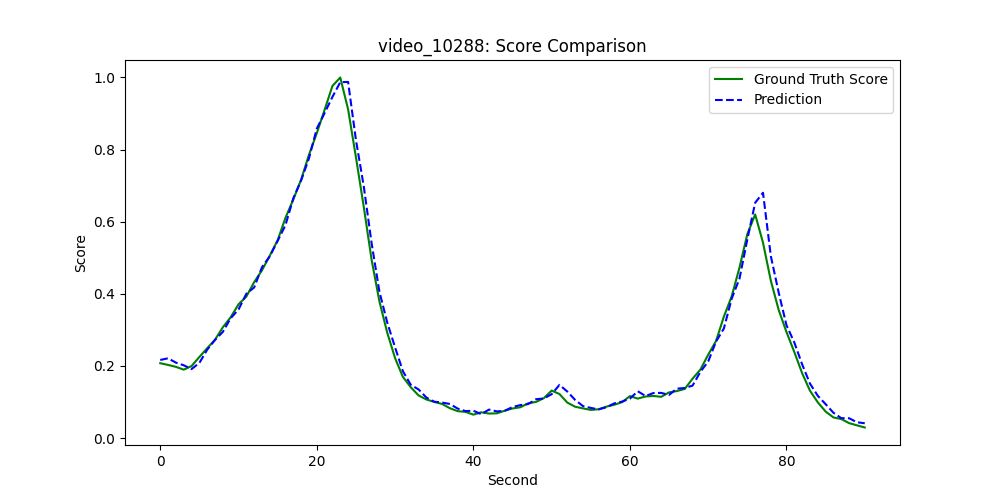 video_10288: Score Comparison
Ground Truth Score
Prediction
1.0
0.8
0.6
0.4
0.2
0.0
Score
0 20 40 60 80
Second